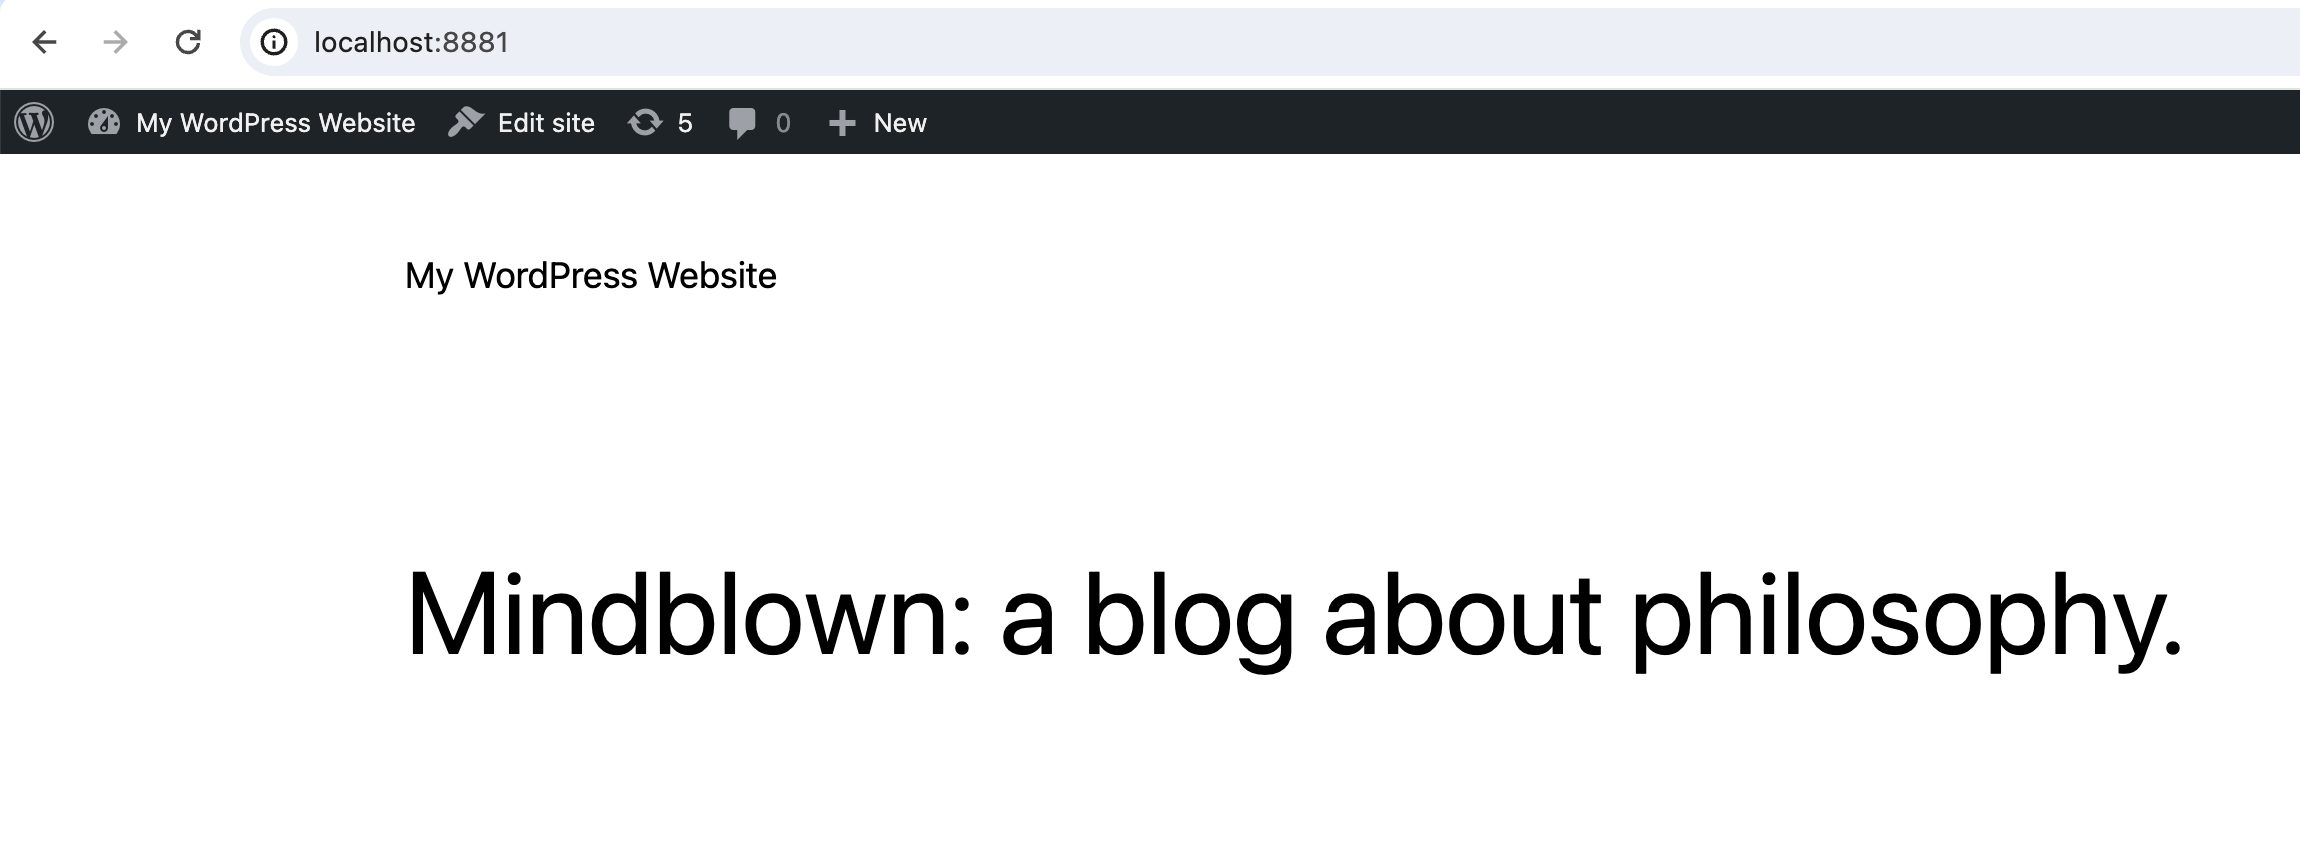 localhost:8881
My WordPress Website Edit site 5 0 New
My WordPress Website
Mindblown: a blog about philosophy.